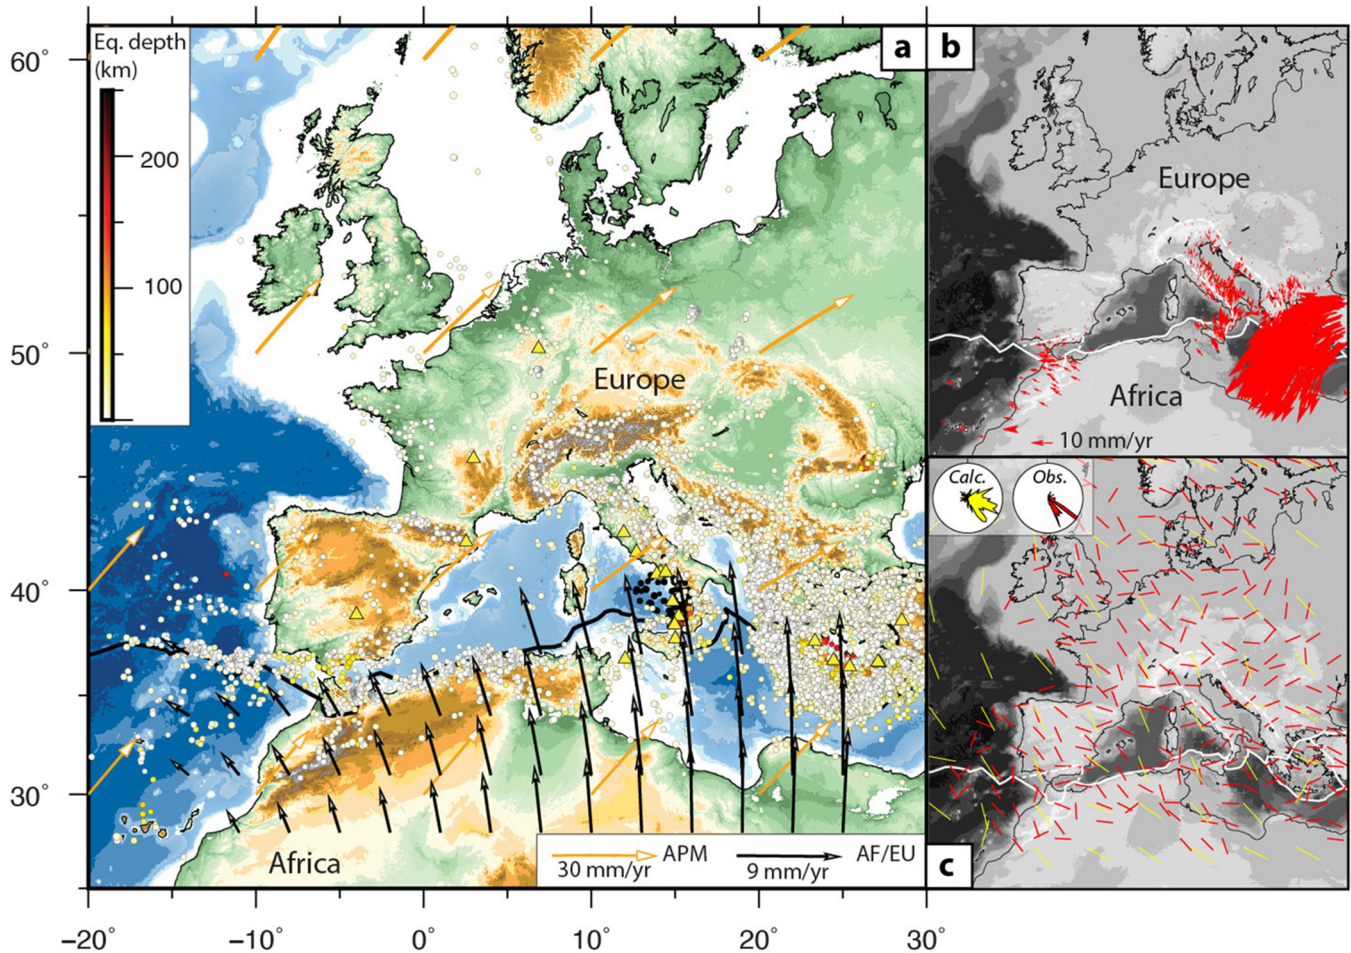 Eq. depth
(km)
200
100
a
b
Europe
Africa
10 mm/yr
Europe
Africa
APM
30 mm/yr
AF/EU
9 mm/yr
Calc.
Obs.
c
60°
50°
40°
30°
−20°
−10°
0°
10°
20°
30°